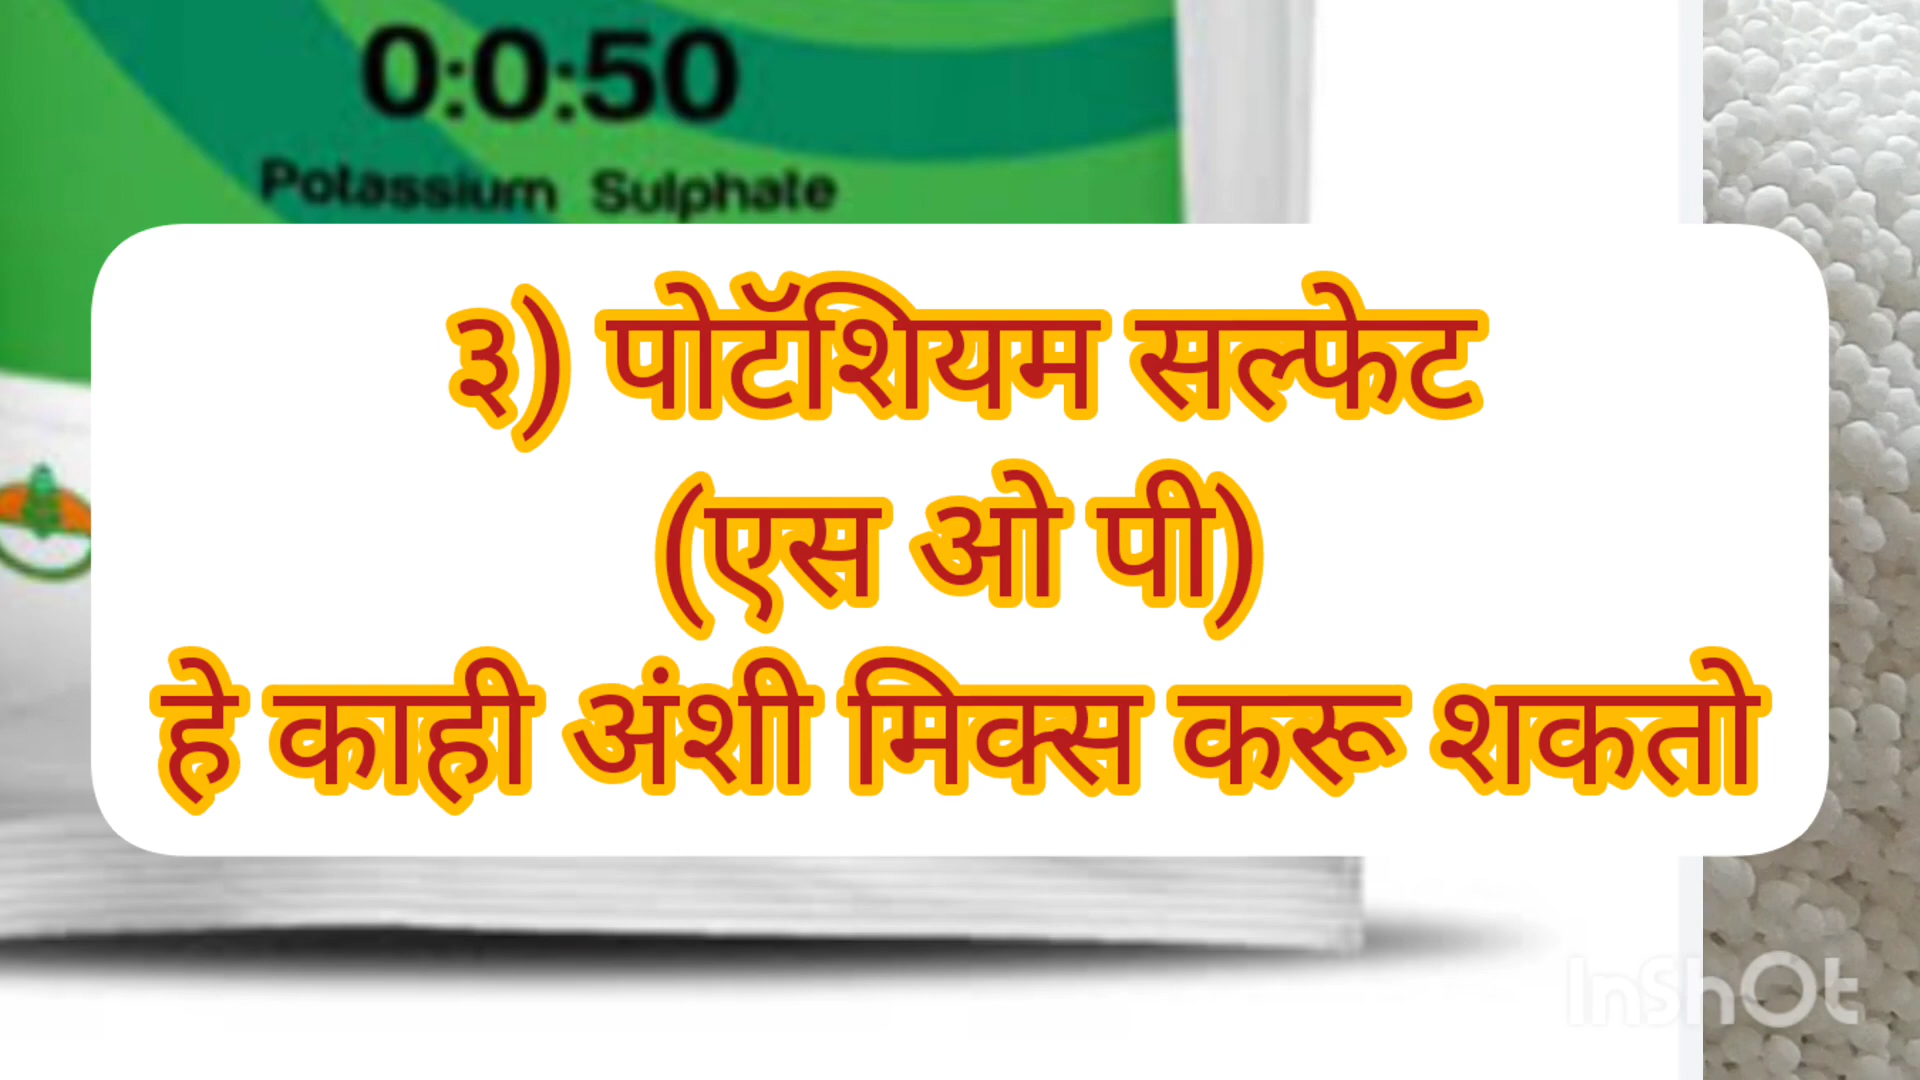 0:0:50
Potassium Sulphate
३) पोटॅशियम सल्फेट
(एस ओ पी)
हे काही अंशी मिक्स करू शकतो
InShOt